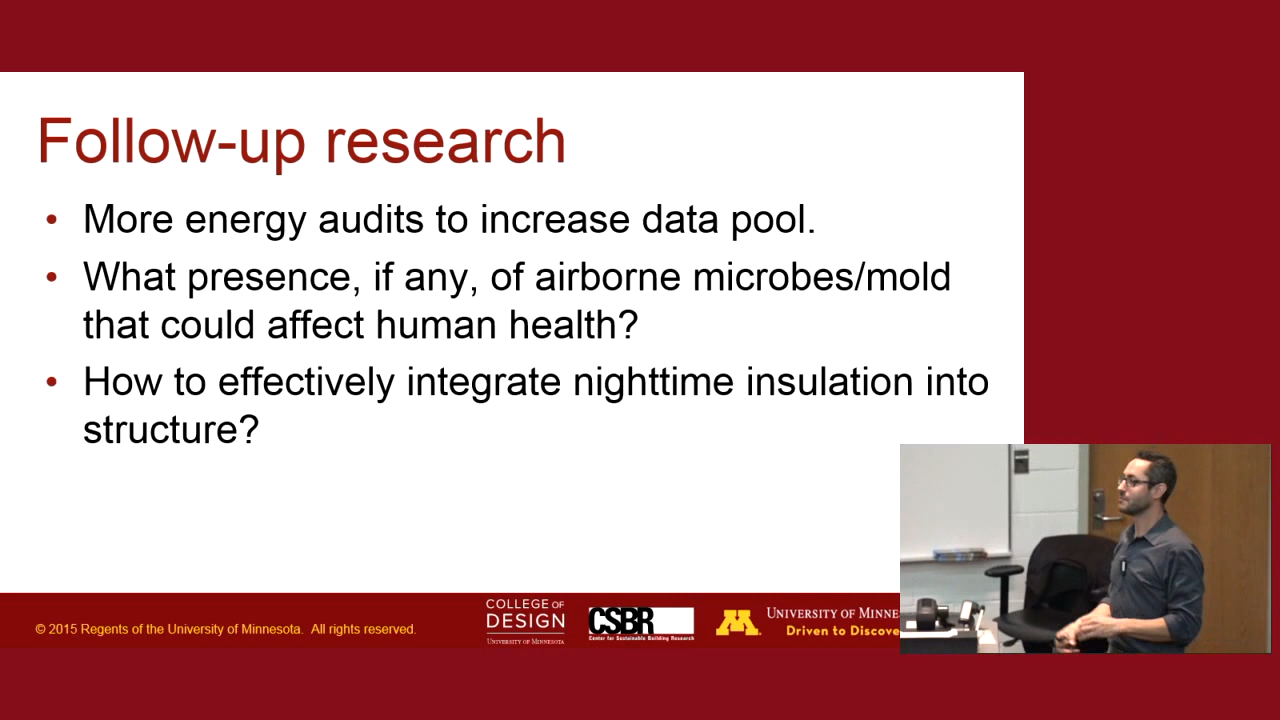 Follow-up research
• More energy audits to increase data pool.
• What presence, if any, of airborne microbes/mold
that could affect human health?
• How to effectively integrate nighttime insulation into
structure?
© 2015 Regents of the University of Minnesota. All rights reserved.
COLLEGE OF
DESIGN
UNIVERSITY OF MINNESOTA
CSBR
Center for Sustainable Building Research
M
UNIVERSITY OF MINNE
Driven to Discove